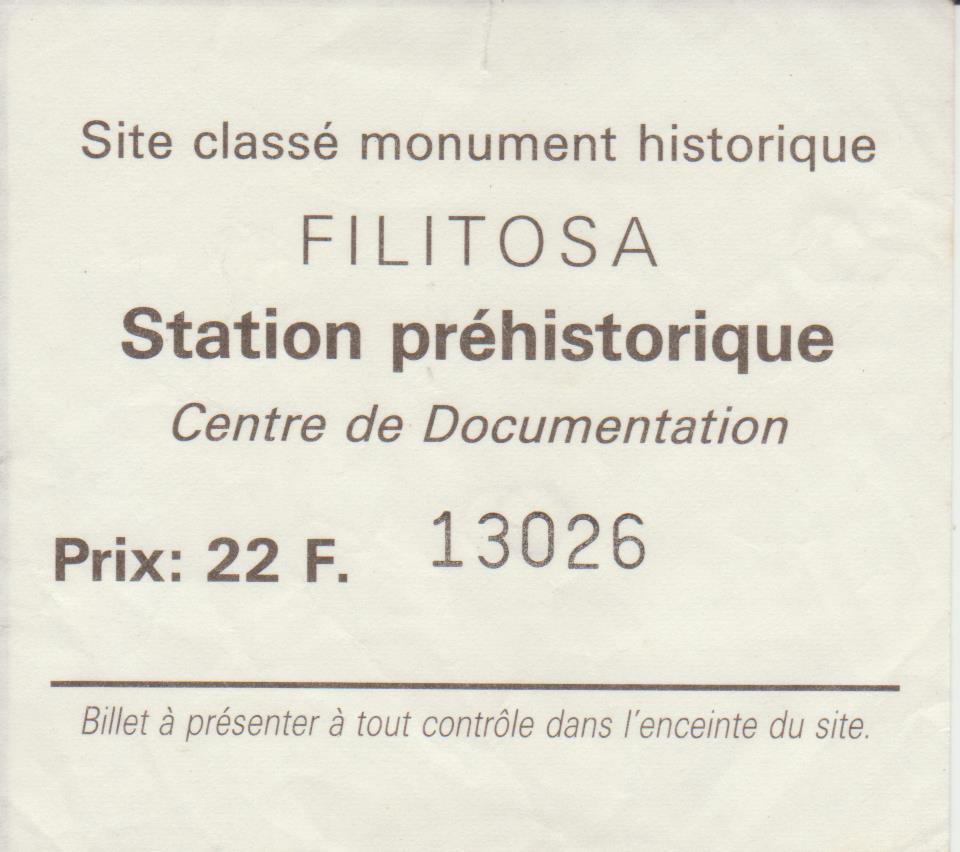 Site classé monument historique
FILITOSA
Station préhistorique
Centre de Documentation
Prix: 22 F. 13026
Billet à présenter à tout contrôle dans l'enceinte du site.